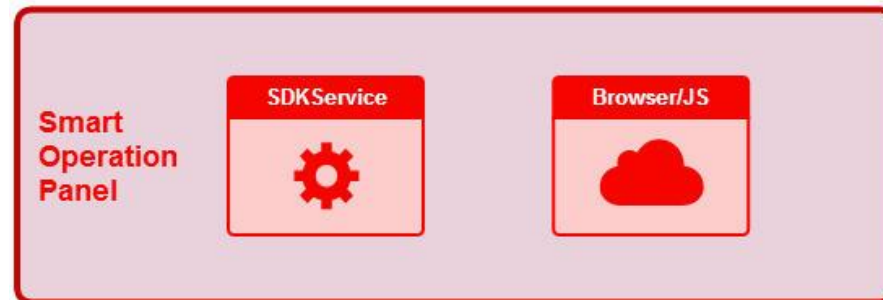 SDKService
Browser/JS
Smart
Operation
Panel